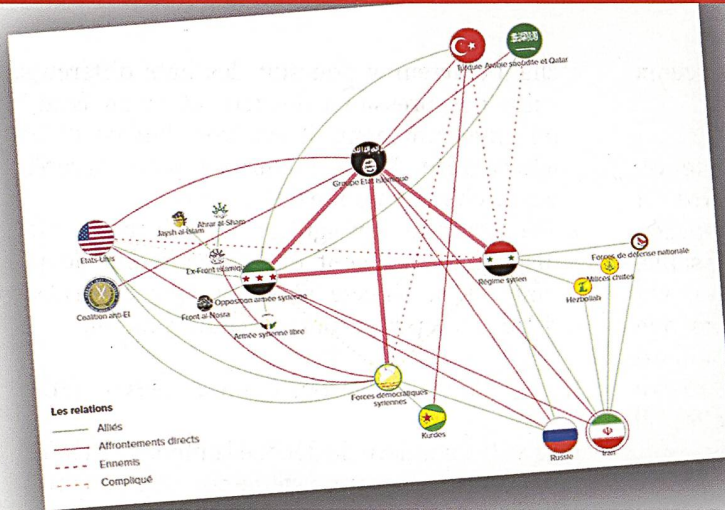 Turquie
Arabie saoudite et Qatar
Groupe Etat Islamique
Jaysh al-Islam
Ahrar al-Sham
Etats-Unis
Ex-Front islamique
Régime syrien
Forces de défense nationale
Milices chiites
Hezbollah
Coalition anti-EI
Opposition armée syrienne
Front al-Nosra
Armée syrienne libre
Forces démocratiques
syriennes
Kurdes
Russie
Iran
Les relations
Alliés
Affrontements directs
Ennemis
Compliqué